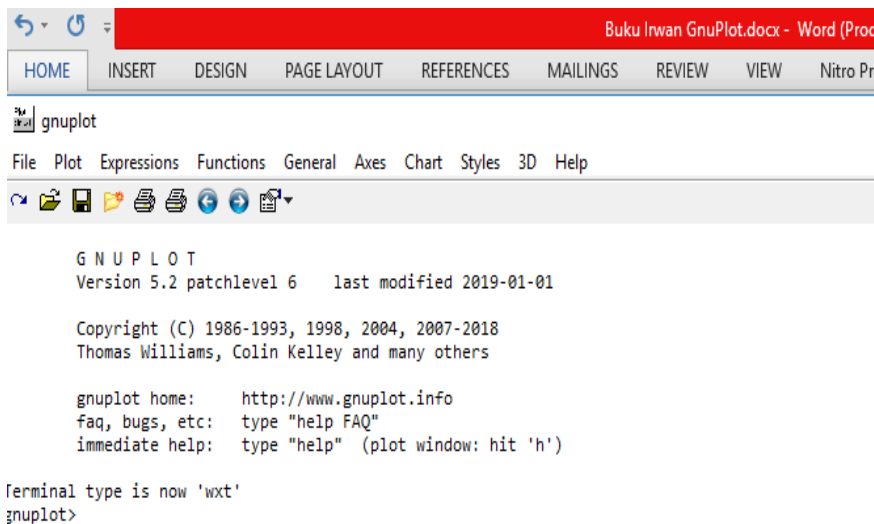 Buku Irwan GnuPlot.docx - Word (Prod
HOME INSERT DESIGN PAGE LAYOUT REFERENCES MAILINGS REVIEW VIEW Nitro Pr
gnuplot
File Plot Expressions Functions General Axes Chart Styles 3D Help
G N U P L O T
Version 5.2 patchlevel 6 last modified 2019-01-01
Copyright (C) 1986-1993, 1998, 2004, 2007-2018
Thomas Williams, Colin Kelley and many others
gnuplot home: http://www.gnuplot.info
faq, bugs, etc: type "help FAQ"
immediate help: type "help" (plot window: hit 'h')
Terminal type is now 'wxt'
gnuplot>